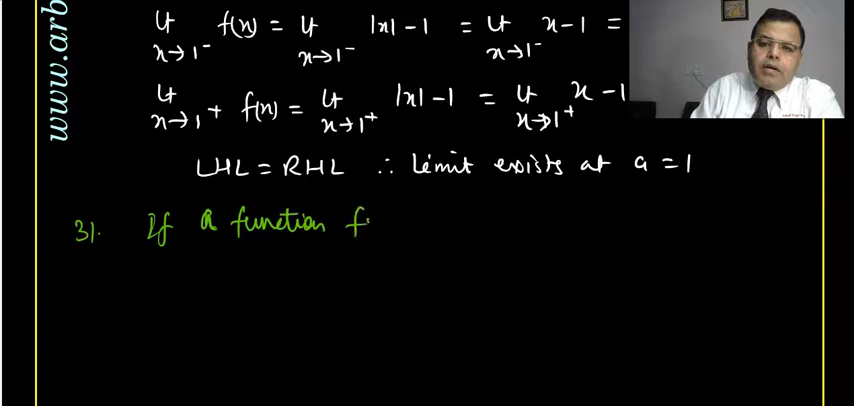 Lt x→1⁻ f(x) = Lt x→1⁻ |x| - 1 = Lt x→1⁻ x - 1 =
Lt x→1⁺ f(x) = Lt x→1⁺ |x| - 1 = Lt x→1⁺ x - 1
LHL = RHL ∴ Limit exists at a = 1
31. If a function f
www.arb